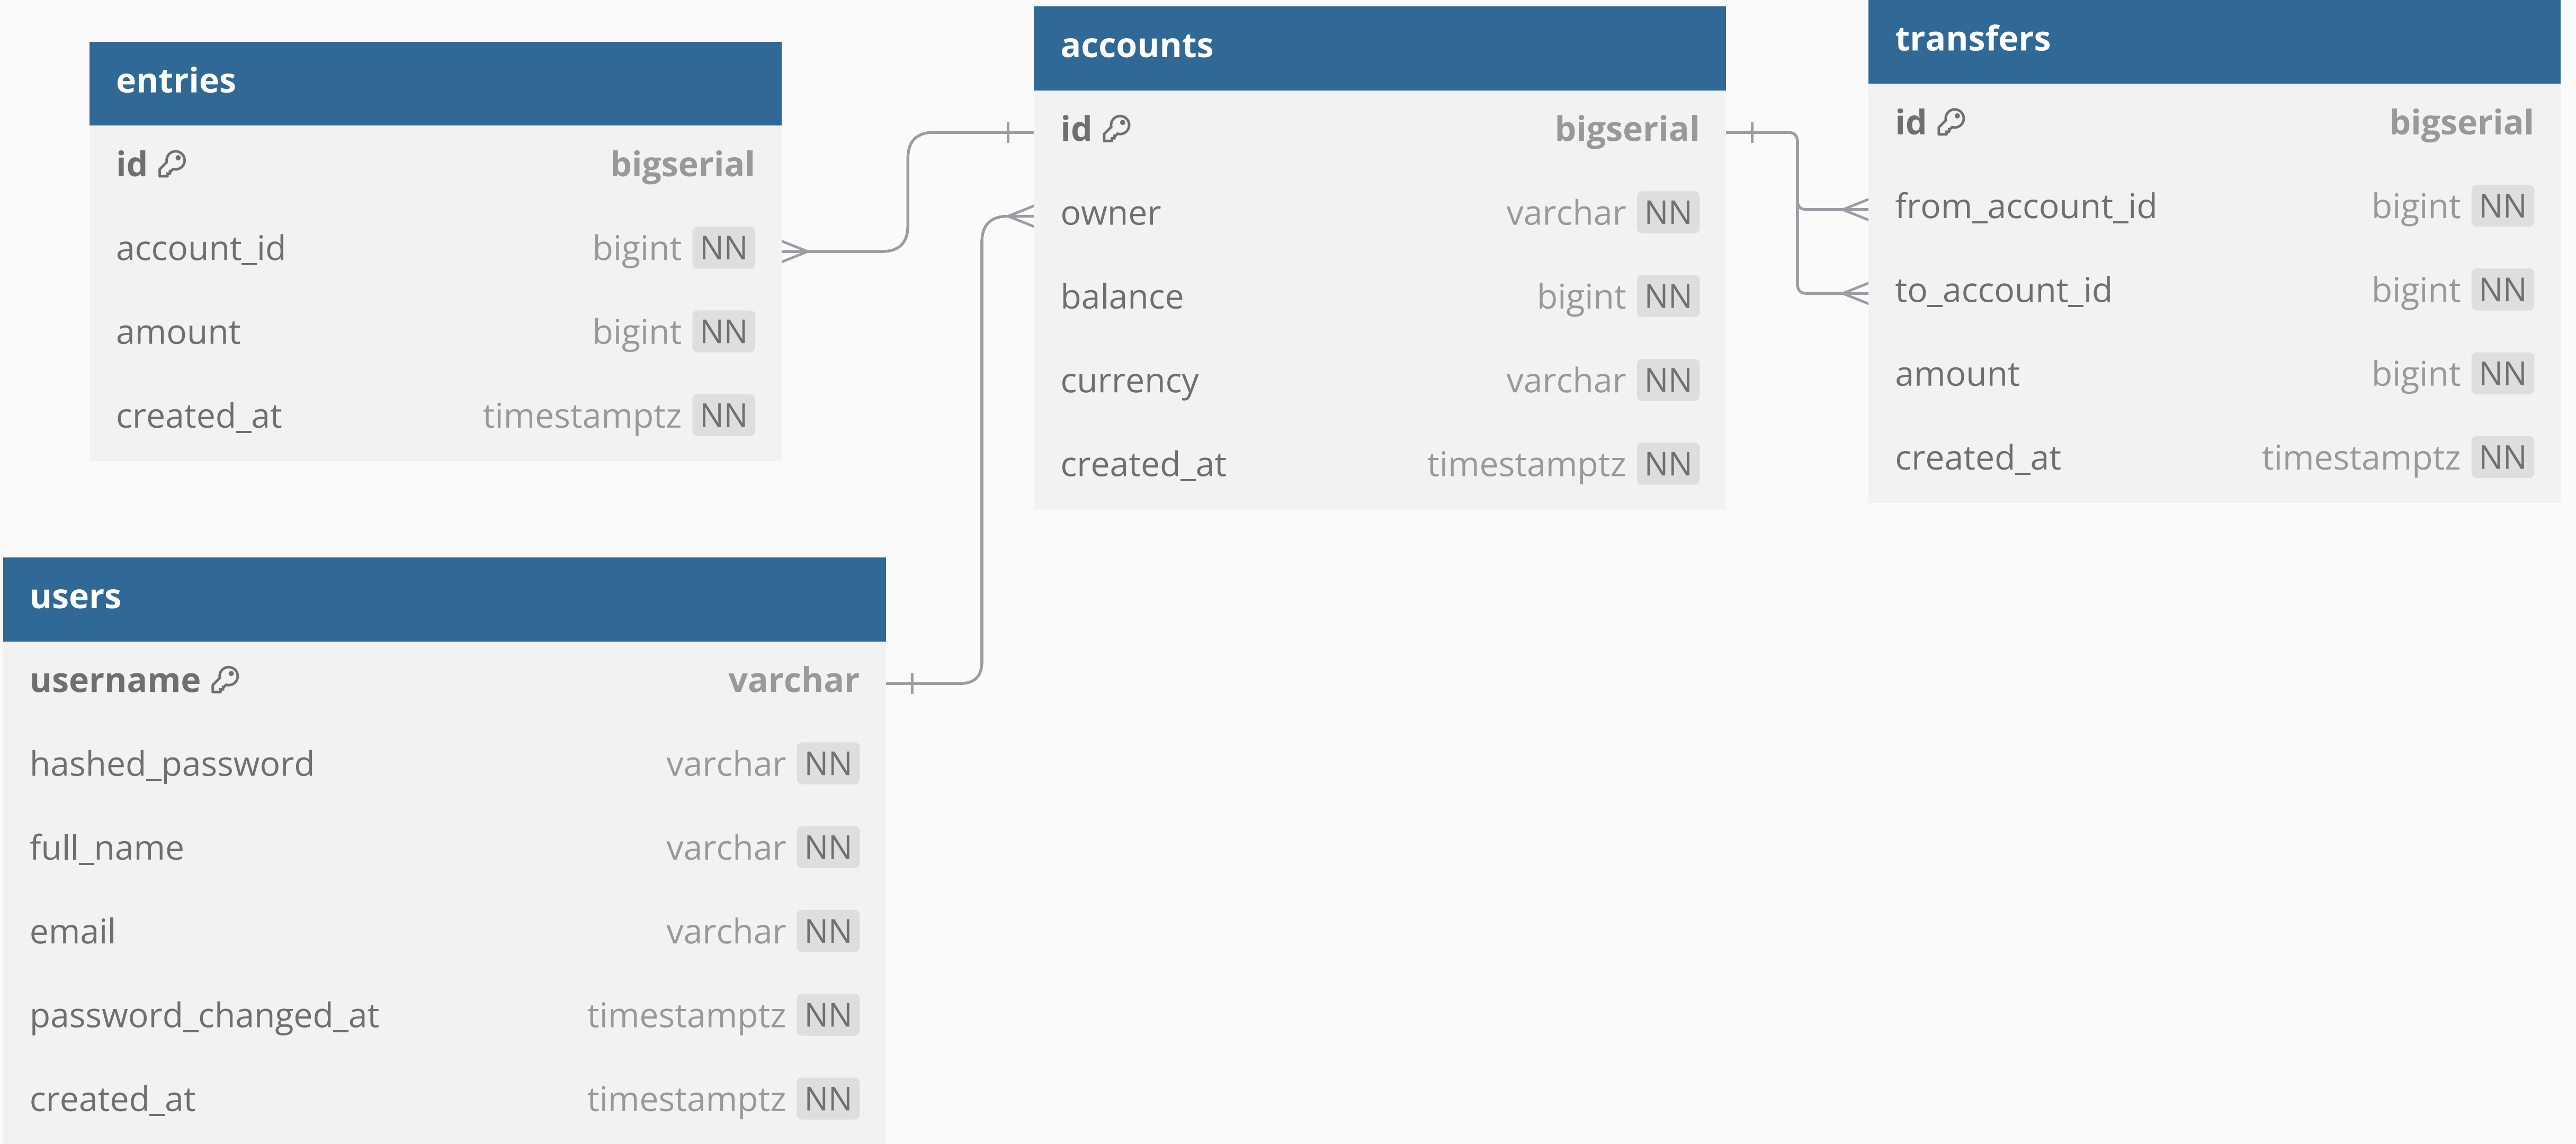 entries
id bigserial
account_id bigint NN
amount bigint NN
created_at timestamptz NN
accounts
id bigserial
owner varchar NN
balance bigint NN
currency varchar NN
created_at timestamptz NN
transfers
id bigserial
from_account_id bigint NN
to_account_id bigint NN
amount bigint NN
created_at timestamptz NN
users
username varchar
hashed_password varchar NN
full_name varchar NN
email varchar NN
password_changed_at timestamptz NN
created_at timestamptz NN